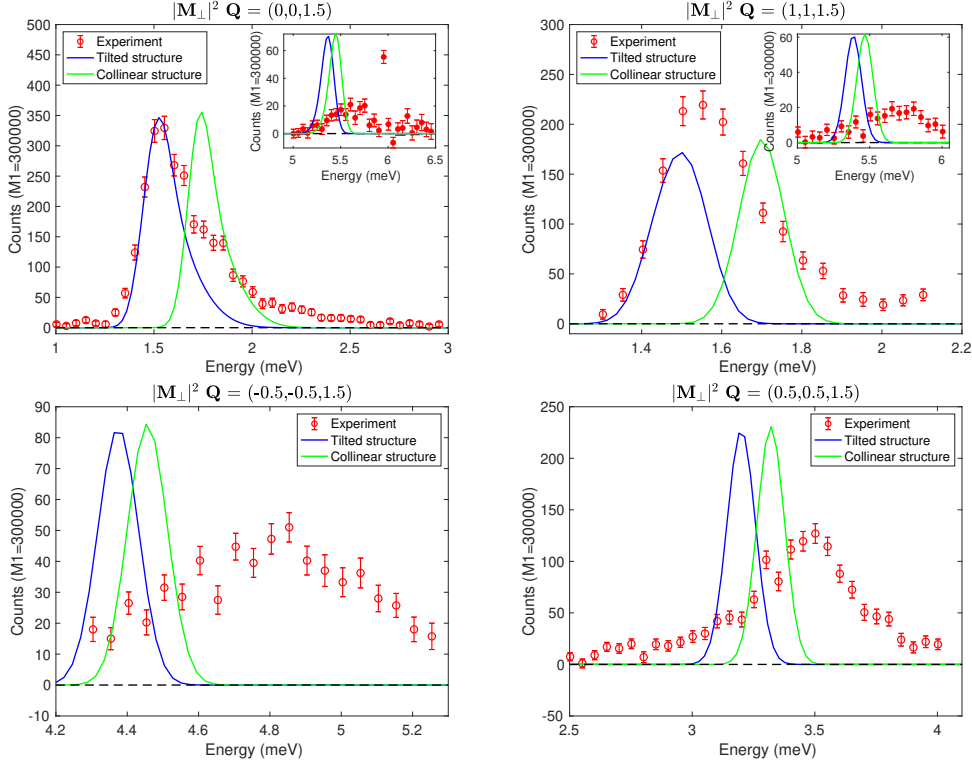 |M⊥|² Q = (0,0,1.5)
500
450
400
350
300
250
200
150
100
50
0
Counts (M1=300000)
Experiment
Tilted structure
Collinear structure
60
40
20
0
Counts (M1=300000)
5 5.5 6 6.5
Energy (meV)
1 1.5 2 2.5 3
Energy (meV)
|M⊥|² Q = (1,1,1.5)
300
250
200
150
100
50
0
Counts (M1=300000)
Experiment
Tilted structure
Collinear structure
60
40
20
0
Counts (M1=300000)
5 5.5 6
Energy (meV)
1.4 1.6 1.8 2 2.2
Energy (meV)
|M⊥|² Q = (-0.5,-0.5,1.5)
90
80
70
60
50
40
30
20
10
0
-10
Counts (M1=300000)
Experiment
Tilted structure
Collinear structure
4.2 4.4 4.6 4.8 5 5.2
Energy (meV)
|M⊥|² Q = (0.5,0.5,1.5)
250
200
150
100
50
0
-50
Counts (M1=300000)
Experiment
Tilted structure
Collinear structure
2.5 3 3.5 4
Energy (meV)